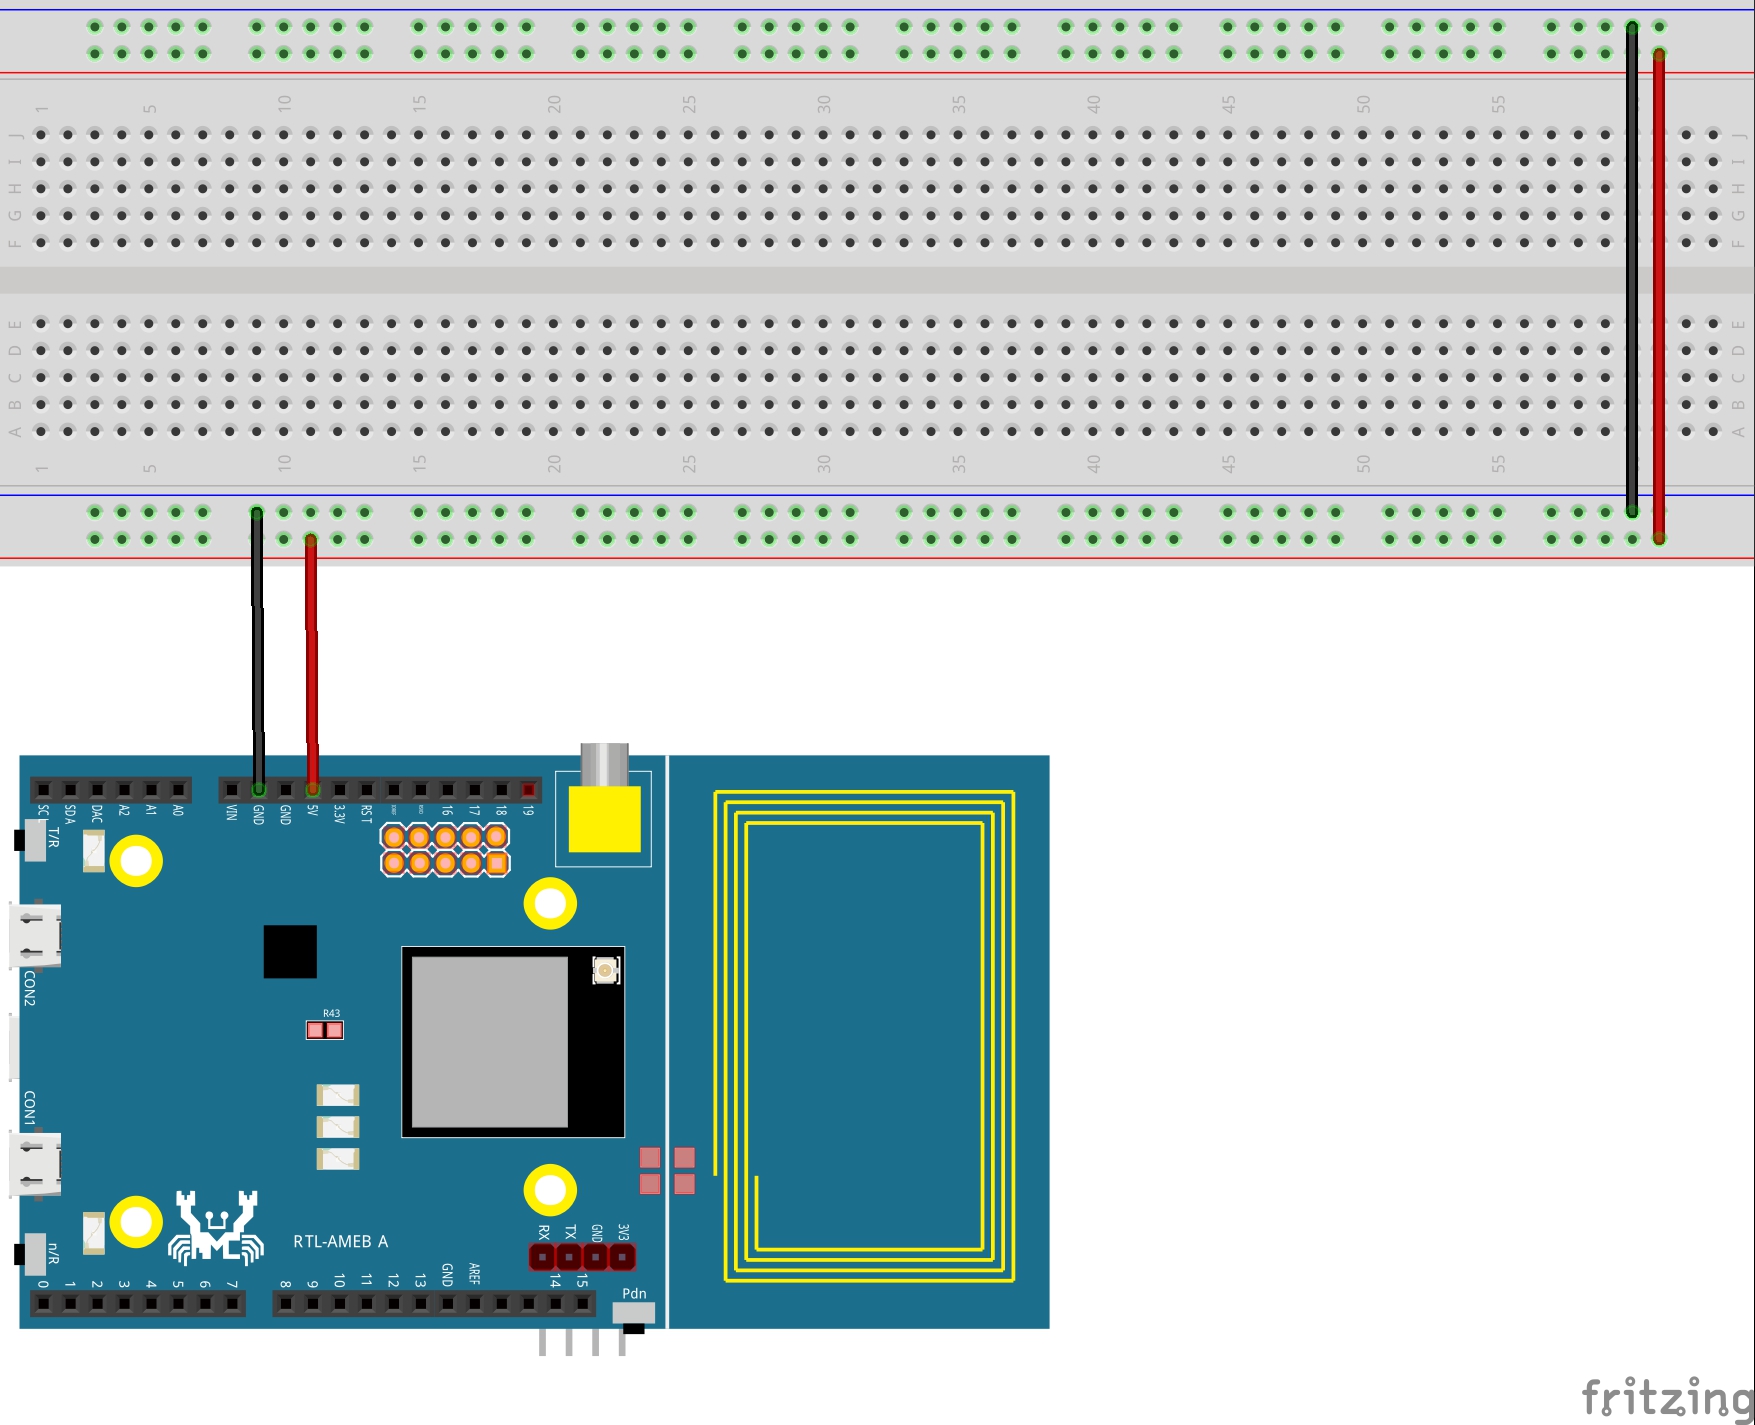 1 5 10 15 20 25 30 35 40 45 50 55
J J
I I
H H
G G
F F
E E
D D
C C
B B
A A
1 5 10 15 20 25 30 35 40 45 50 55
SDA DAC A2 A1 A0 VIN GND GND 5V 3.3V RST 16 17 18 19
T/R
CON2
R43
CON1
n/R
RTL-AMEB A
RX TX GND 3V3
0 1 2 3 4 5 6 7 8 9 10 11 12 13 GND AREF 14 15
Pdn
fritzing